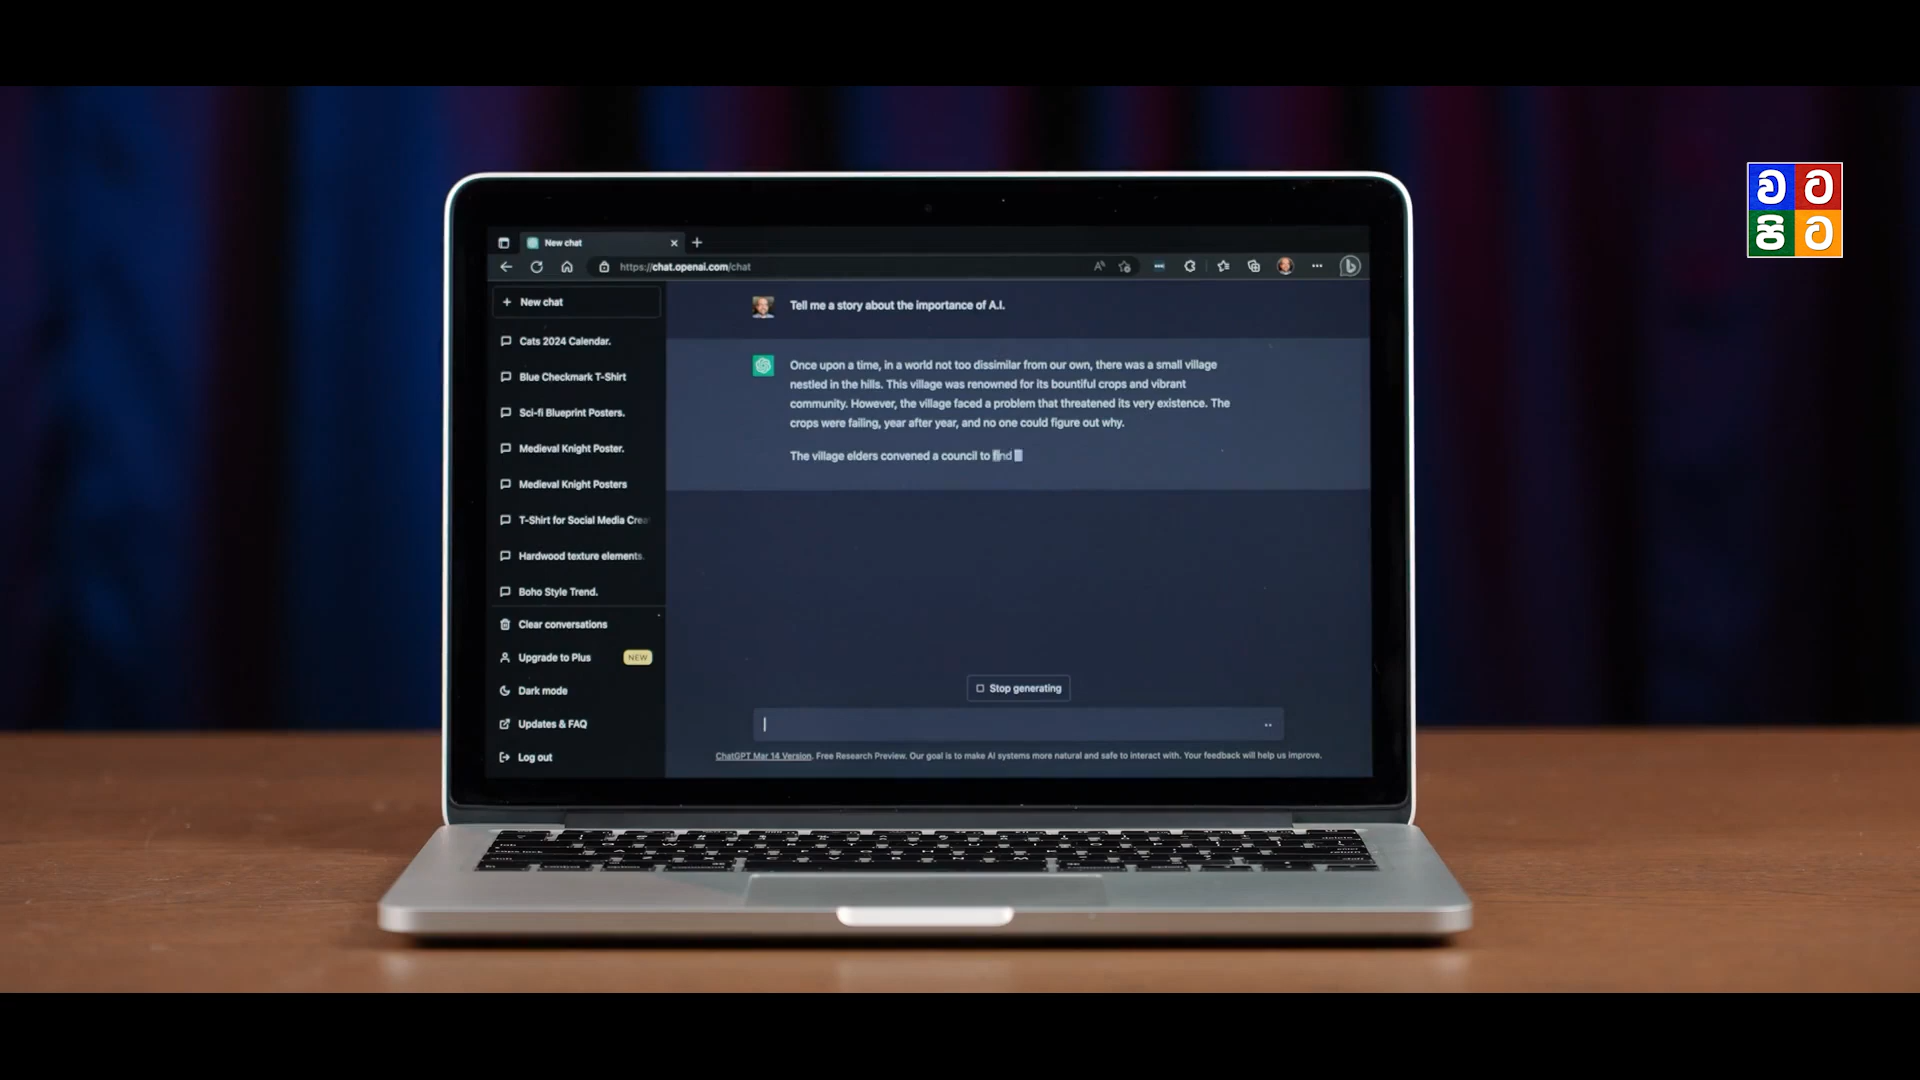 ව ට
සි ට
New chat
https://chat.openai.com/chat
New chat
Cats 2024 Calendar.
Blue Checkmark T-Shirt
Sci-fi Blueprint Posters.
Medieval Knight Poster.
Medieval Knight Posters
T-Shirt for Social Media Crea
Hardwood texture elements.
Boho Style Trend.
Clear conversations
Upgrade to Plus NEW
Dark mode
Updates & FAQ
Log out
Tell me a story about the importance of A.I.
Once upon a time, in a world not too dissimilar from our own, there was a small village
nestled in the hills. This village was renowned for its bountiful crops and vibrant
community. However, the village faced a problem that threatened its very existence. The
crops were failing, year after year, and no one could figure out why.
The village elders convened a council to find
Stop generating
ChatGPT Mar 14 Version. Free Research Preview. Our goal is to make AI systems more natural and safe to interact with. Your feedback will help us improve.